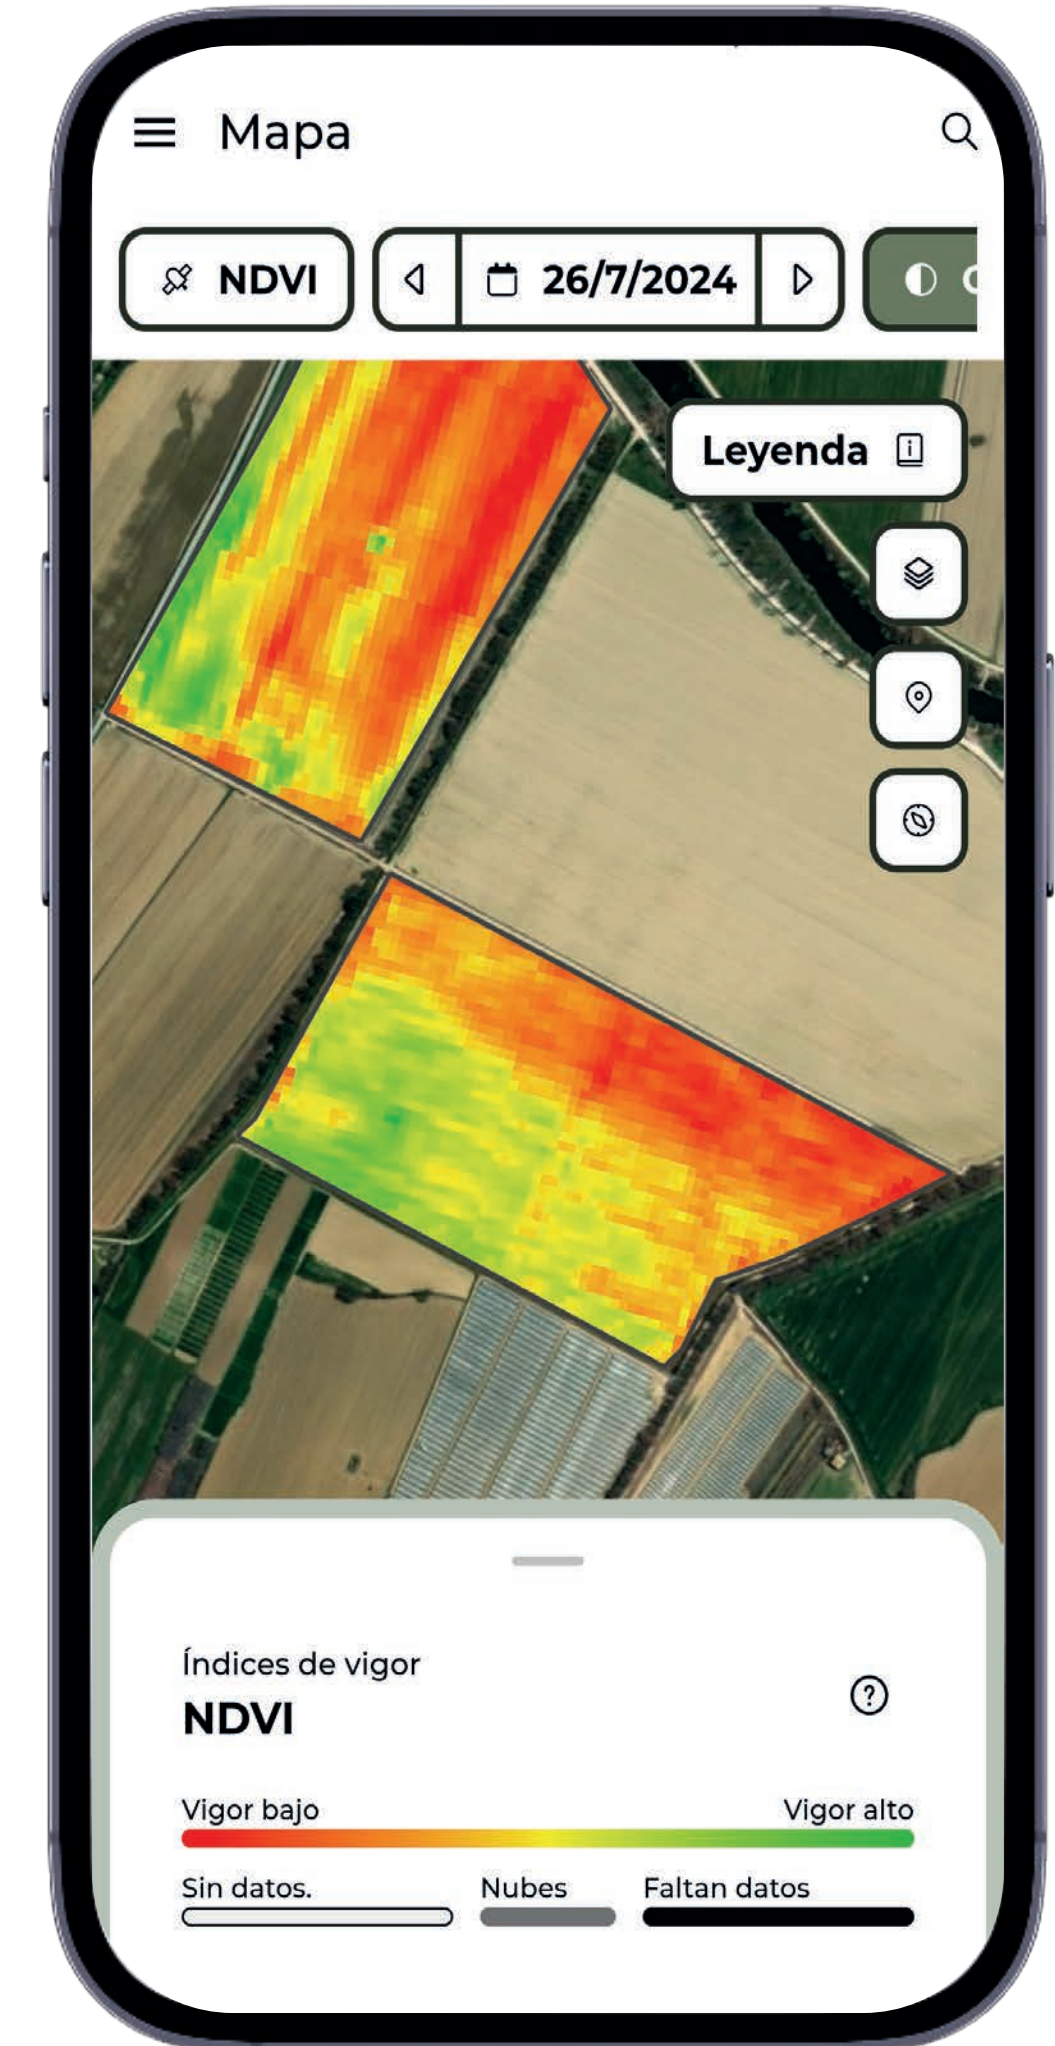 Mapa
NDVI
26/7/2024
Leyenda
Índices de vigor
NDVI
Vigor bajo
Vigor alto
Sin datos.
Nubes
Faltan datos